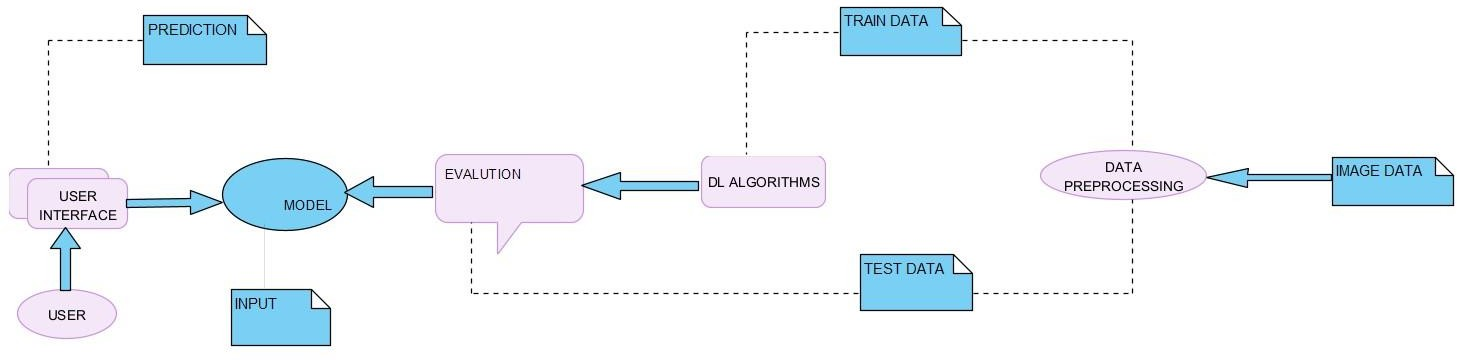 PREDICTION
TRAIN DATA
USER
INTERFACE
MODEL
EVALUTION
DL ALGORITHMS
DATA
PREPROCESSING
IMAGE DATA
USER
INPUT
TEST DATA